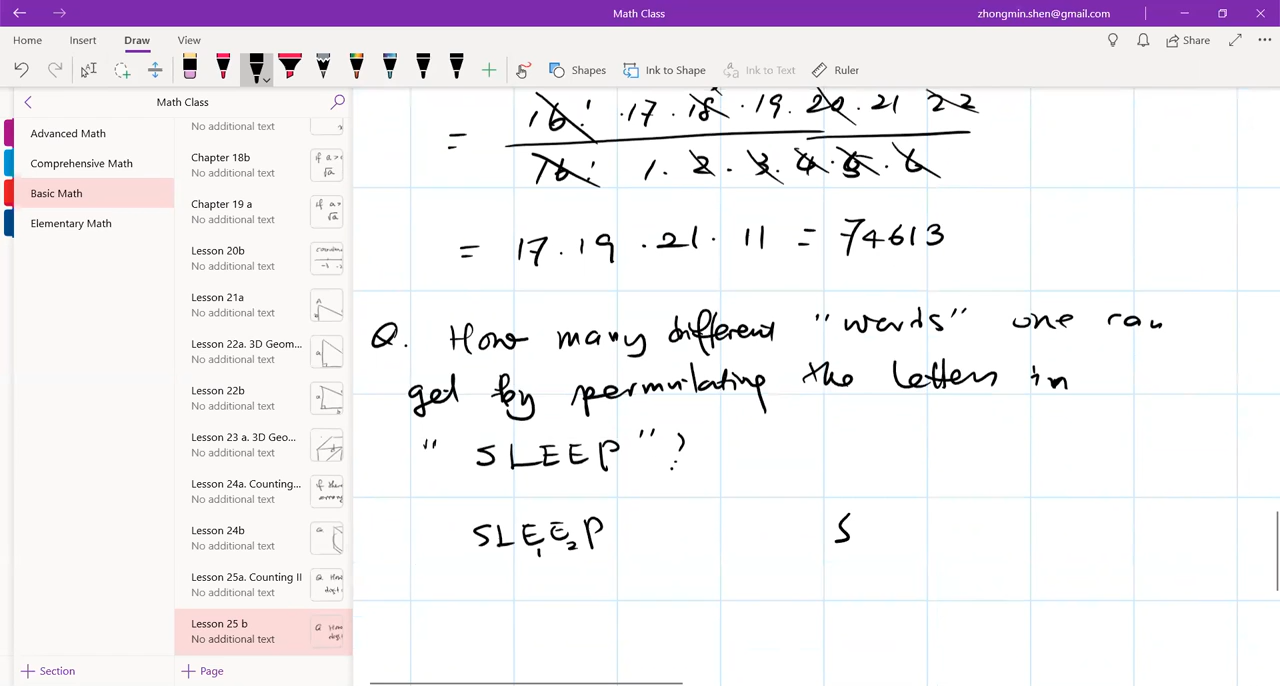 Math Class
zhongmin.shen@gmail.com
Home
Insert
Draw
View
Share
Shapes
Ink to Shape
Ink to Text
Ruler
Math Class
Advanced Math
Comprehensive Math
Basic Math
Elementary Math
Section
No additional text
Chapter 18b
No additional text
Chapter 19 a
No additional text
Lesson 20b
No additional text
Lesson 21a
No additional text
Lesson 22a. 3D Geom...
No additional text
Lesson 22b
No additional text
Lesson 23 a. 3D Geo...
No additional text
Lesson 24a. Counting...
No additional text
Lesson 24b
No additional text
Lesson 25a. Counting II
No additional text
Lesson 25 b
No additional text
Page
= 16! · 17 · 18 · 19 · 20 · 21 22
16! 1 · 2 · 3 · 4 · 5 · 6
= 17 · 19 · 21 · 11 = 74613
Q. How many different "words" one can
get by permutating the letters in
" SLEEP " ?
SLE₁E₂P S